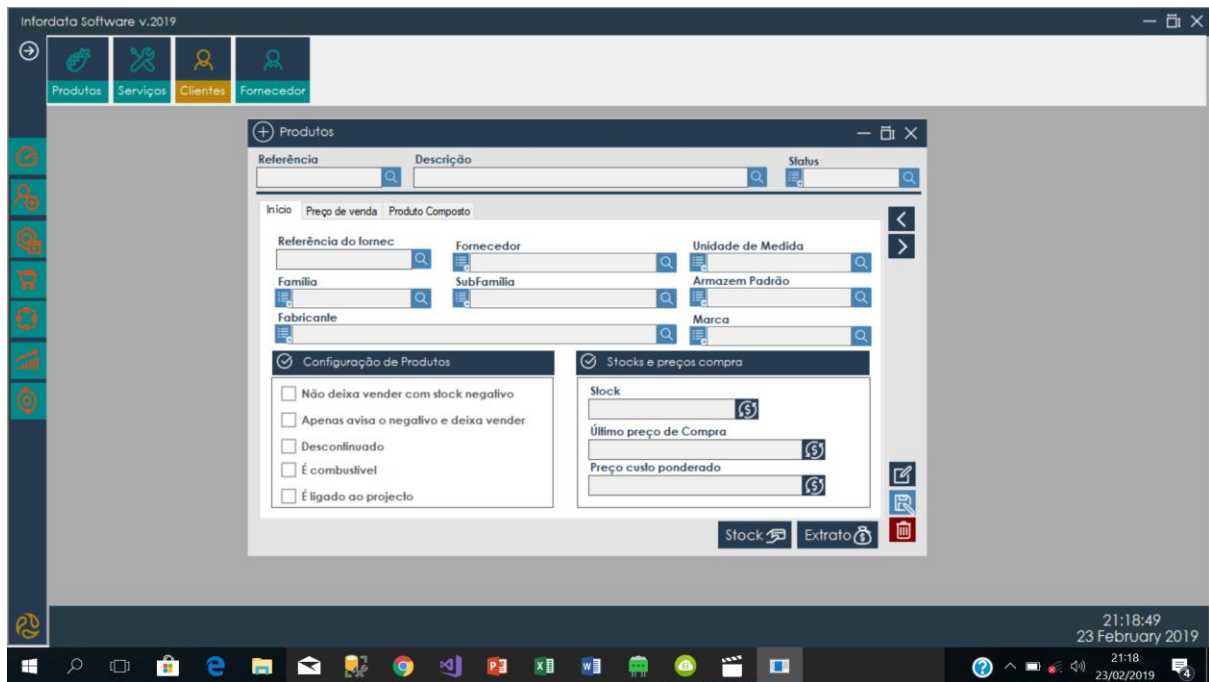 Infordata Software v.2019
Produtos Serviços Clientes Fornecedor
Produtos
Referência Descrição Status
Início Preço de venda Produto Composto
Referência do fornec Fornecedor Unidade de Medida
Família SubFamília Armazem Padrão
Fabricante Marca
Configuração de Produtos Stocks e preços compra
Não deixa vender com stock negativo
Stock
Apenas avisa o negativo e deixa vender
Último preço de Compra
Descontinuado
Preço custo ponderado
É combustível
É ligado ao projecto
Stock Extrato
21:18:49
23 February 2019
21:18
23/02/2019
4